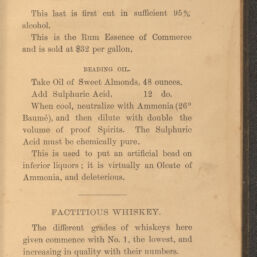 This last is first cut in sufficient 95%
alcohol.
This is the Rum Essence of Commerce
and is sold at $32 per gallon.
BEADING OIL.
Take Oil of Sweet Almonds, 48 ounces.
Add Sulphuric Acid, 12 do.
When cool, neutralize with Ammonia (26°
Baumé), and then dilute with double the
volume of proof Spirits. The Sulphuric
Acid must be chemically pure.
This is used to put an artificial bead on
inferior liquors; it is virtually an Oleate of
Ammonia, and deleterious.
FACTITIOUS WHISKEY.
The different grades of whiskeys here
given commence with No. 1, the lowest, and
increasing in quality with their numbers.